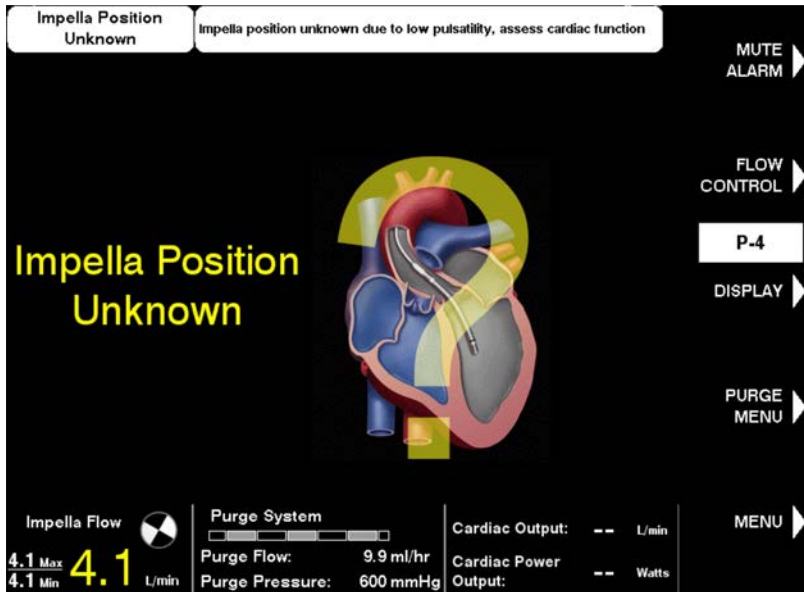 Impella Position
Unknown
Impella position unknown due to low pulsatility, assess cardiac function
MUTE
ALARM
FLOW
CONTROL
P-4
DISPLAY
PURGE
MENU
MENU
Impella Position
Unknown
?
Impella Flow
4.1 Max
4.1 Min
4.1 L/min
Purge System
Purge Flow: 9.9 ml/hr
Purge Pressure: 600 mmHg
Cardiac Output: -- L/min
Cardiac Power
Output: -- Watts